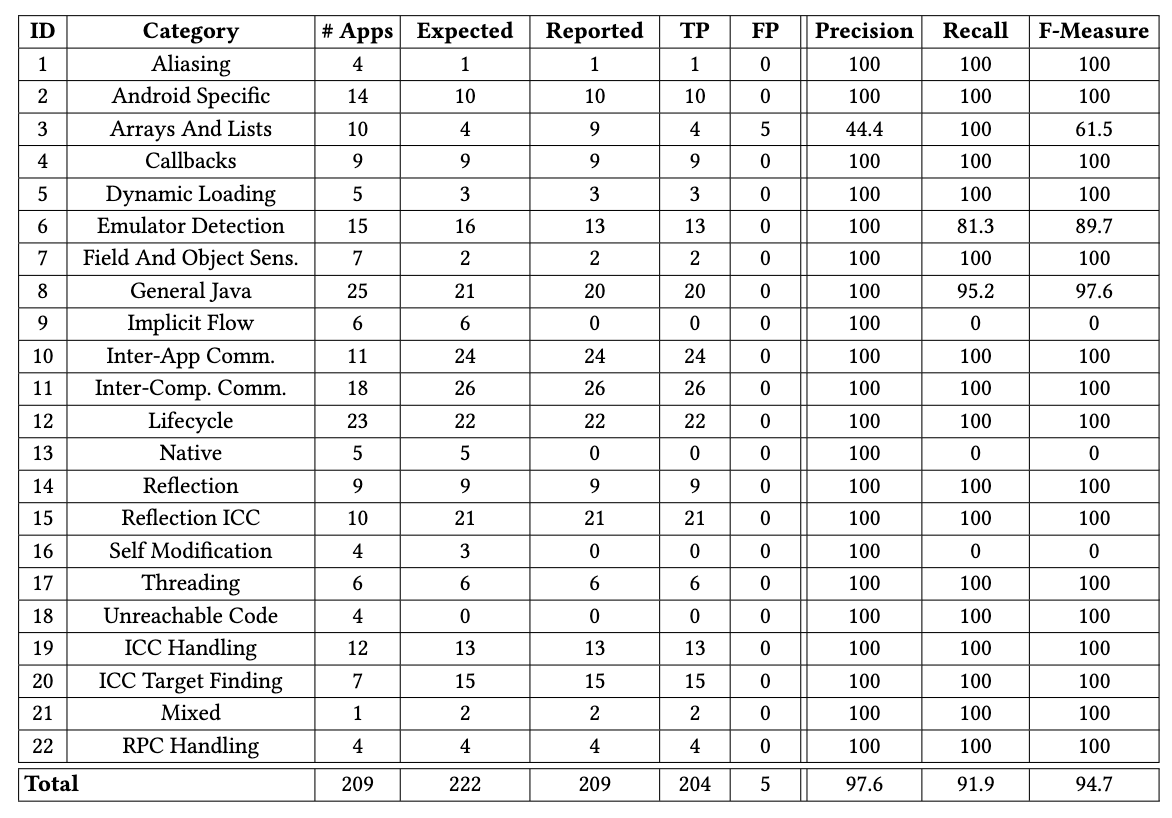 ID Category # Apps Expected Reported TP FP Precision Recall F-Measure
1 Aliasing 4 1 1 1 0 100 100 100
2 Android Specific 14 10 10 10 0 100 100 100
3 Arrays And Lists 10 4 9 4 5 44.4 100 61.5
4 Callbacks 9 9 9 9 0 100 100 100
5 Dynamic Loading 5 3 3 3 0 100 100 100
6 Emulator Detection 15 16 13 13 0 100 81.3 89.7
7 Field And Object Sens. 7 2 2 2 0 100 100 100
8 General Java 25 21 20 20 0 100 95.2 97.6
9 Implicit Flow 6 6 0 0 0 100 0 0
10 Inter-App Comm. 11 24 24 24 0 100 100 100
11 Inter-Comp. Comm. 18 26 26 26 0 100 100 100
12 Lifecycle 23 22 22 22 0 100 100 100
13 Native 5 5 0 0 0 100 0 0
14 Reflection 9 9 9 9 0 100 100 100
15 Reflection ICC 10 21 21 21 0 100 100 100
16 Self Modification 4 3 0 0 0 100 0 0
17 Threading 6 6 6 6 0 100 100 100
18 Unreachable Code 4 0 0 0 0 100 100 100
19 ICC Handling 12 13 13 13 0 100 100 100
20 ICC Target Finding 7 15 15 15 0 100 100 100
21 Mixed 1 2 2 2 0 100 100 100
22 RPC Handling 4 4 4 4 0 100 100 100
Total 209 222 209 204 5 97.6 91.9 94.7